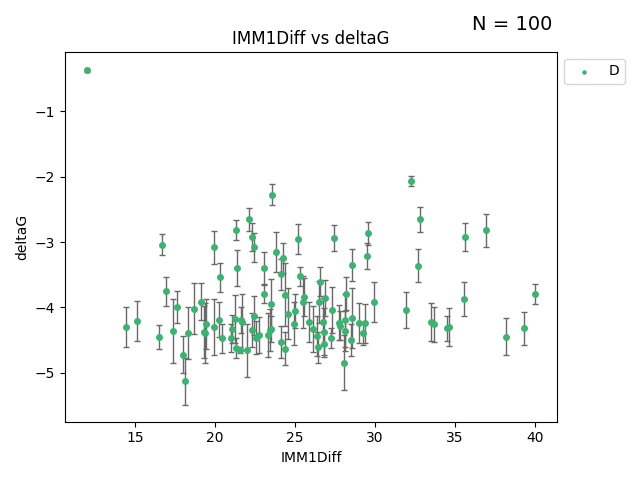 N = 100
IMM1Diff vs deltaG
D
−1
−2
−3
−4
−5
deltaG
15 20 25 30 35 40
IMM1Diff